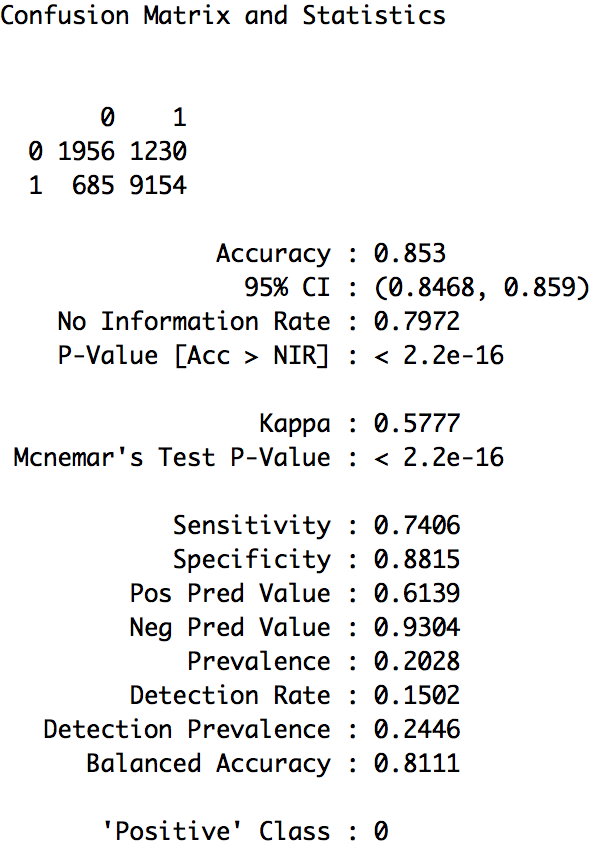 Confusion Matrix and Statistics
0 1
0 1956 1230
1 685 9154
Accuracy : 0.853
95% CI : (0.8468, 0.859)
No Information Rate : 0.7972
P-Value [Acc > NIR] : < 2.2e-16
Kappa : 0.5777
Mcnemar's Test P-Value : < 2.2e-16
Sensitivity : 0.7406
Specificity : 0.8815
Pos Pred Value : 0.6139
Neg Pred Value : 0.9304
Prevalence : 0.2028
Detection Rate : 0.1502
Detection Prevalence : 0.2446
Balanced Accuracy : 0.8111
'Positive' Class : 0